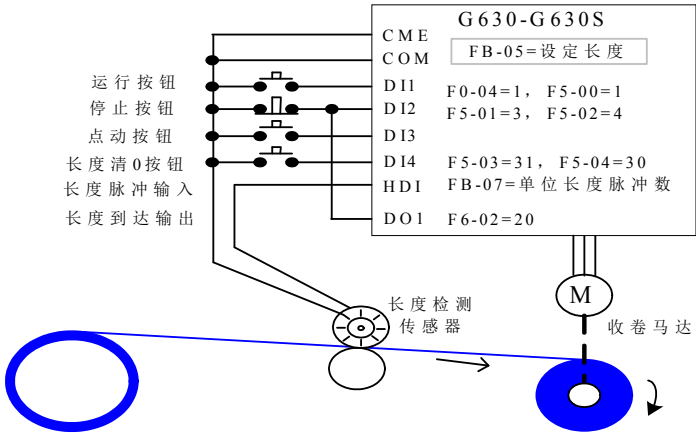 G630-G630S
CME
FB-05=设定长度
COM
运行按钮
DI1
F0-04=1， F5-00=1
停止按钮
DI2
F5-01=3， F5-02=4
点动按钮
DI3
长度清0按钮
DI4
F5-03=31， F5-04=30
长度脉冲输入
HDI
FB-07=单位长度脉冲数
长度到达输出
DO1
F6-02=20
长度检测
传感器
M
收卷马达